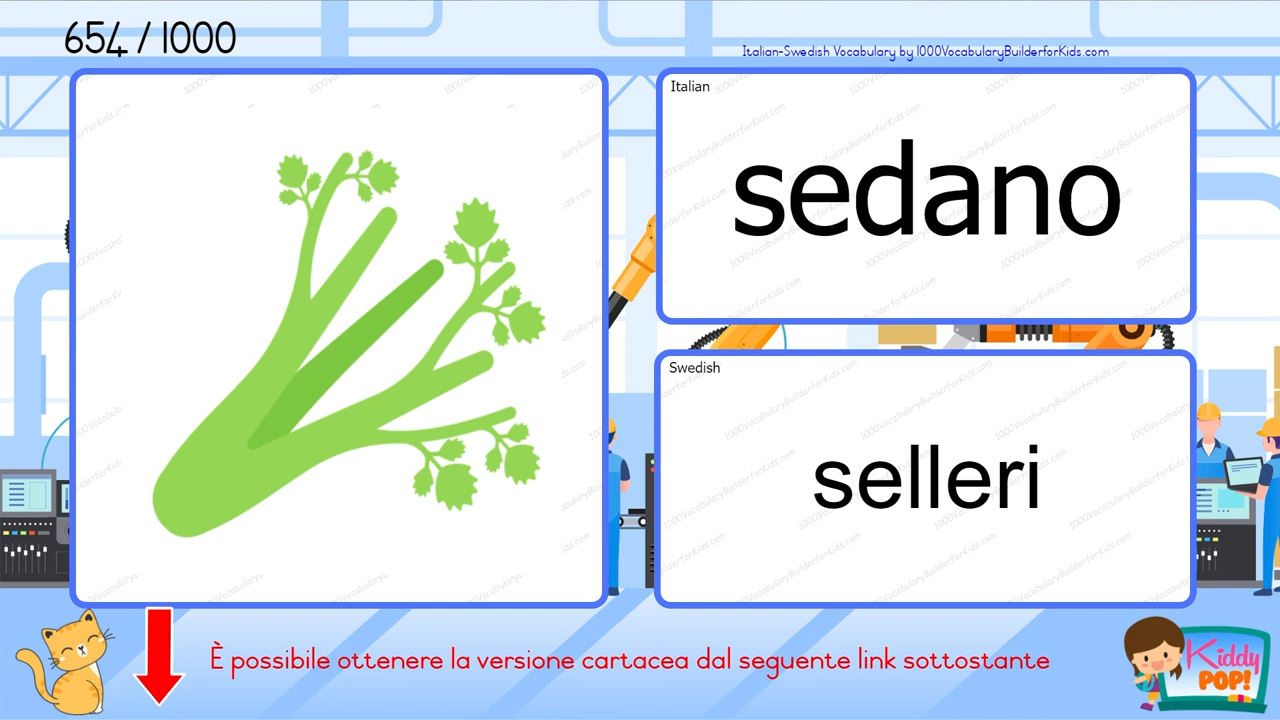 654 / 1000
Italian-Swedish Vocabulary by 1000VocabularyBuilderforKids.com
Italian
sedano
Swedish
selleri
È possibile ottenere la versione cartacea dal seguente link sottostante
Kiddy
POP!